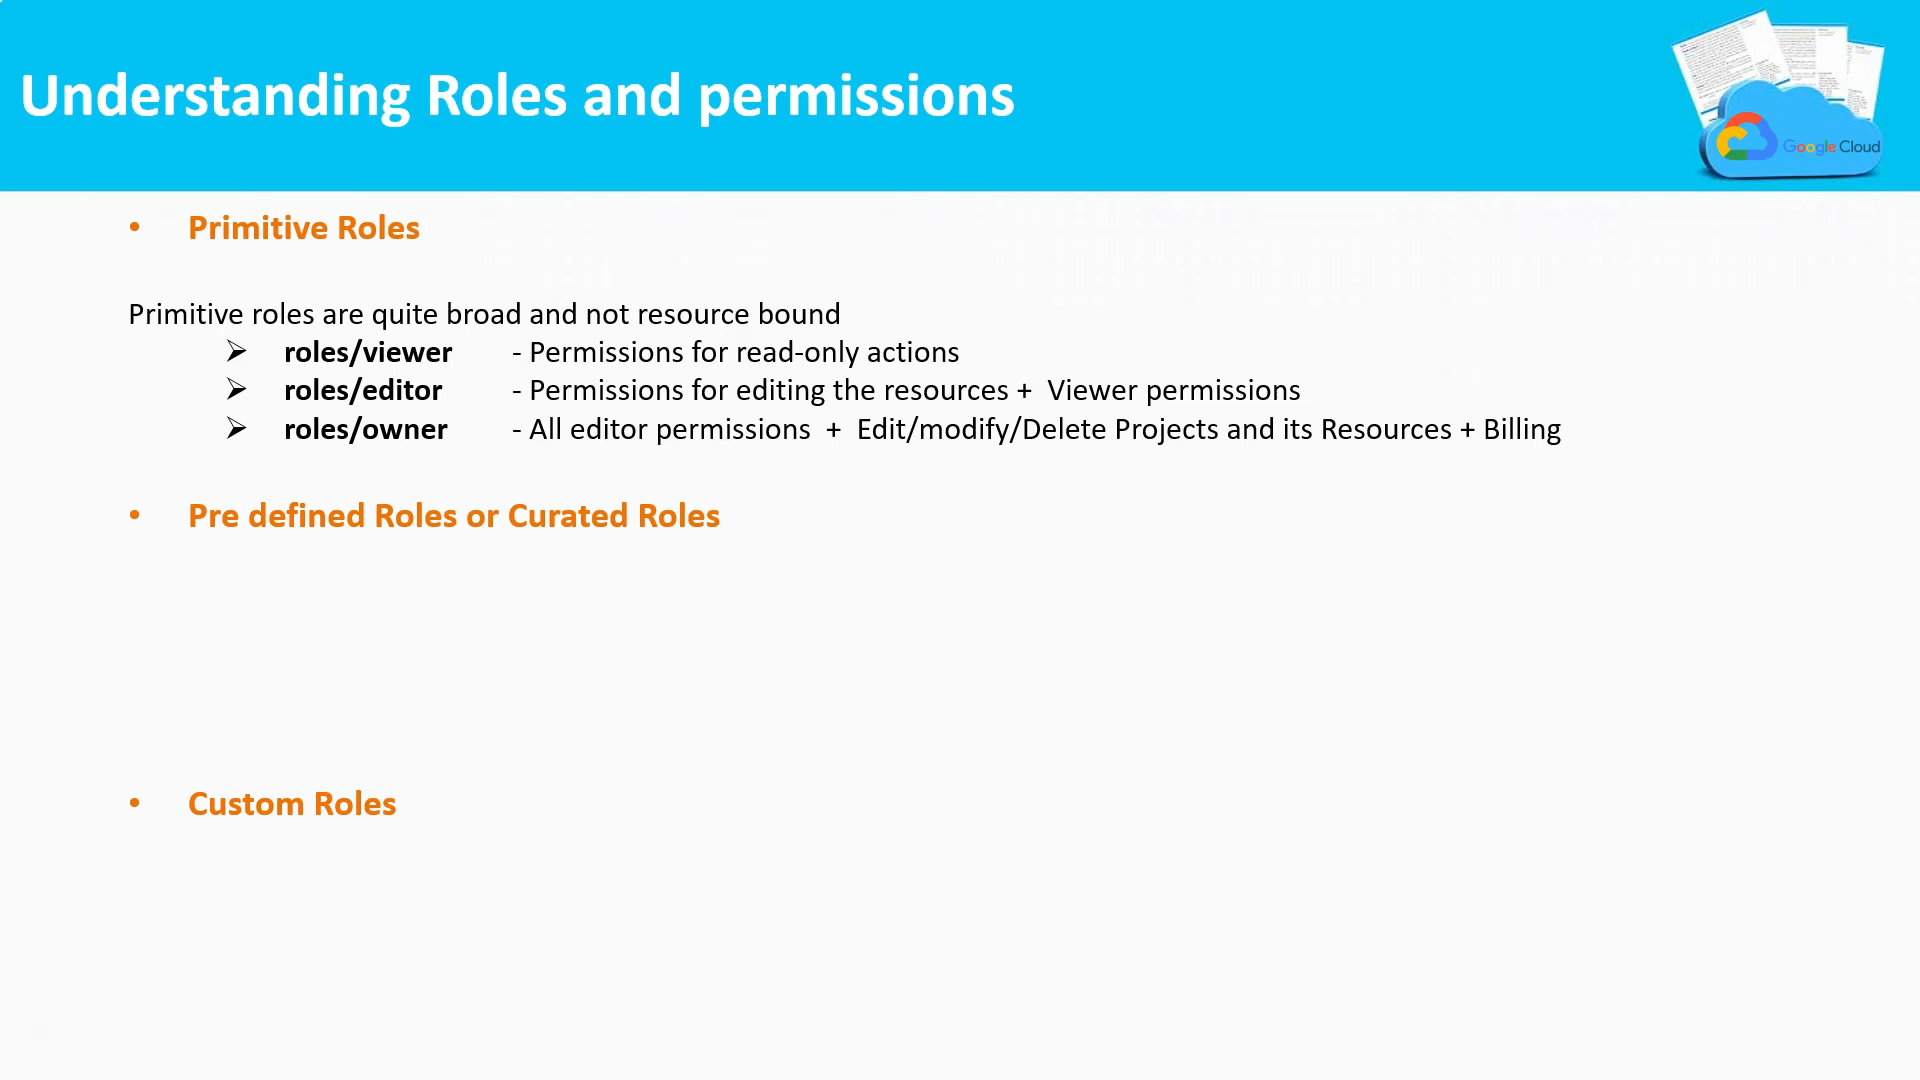 Understanding Roles and permissions
Google Cloud
• Primitive Roles
Primitive roles are quite broad and not resource bound
➢ roles/viewer - Permissions for read-only actions
➢ roles/editor - Permissions for editing the resources + Viewer permissions
➢ roles/owner - All editor permissions + Edit/modify/Delete Projects and its Resources + Billing
• Pre defined Roles or Curated Roles
• Custom Roles